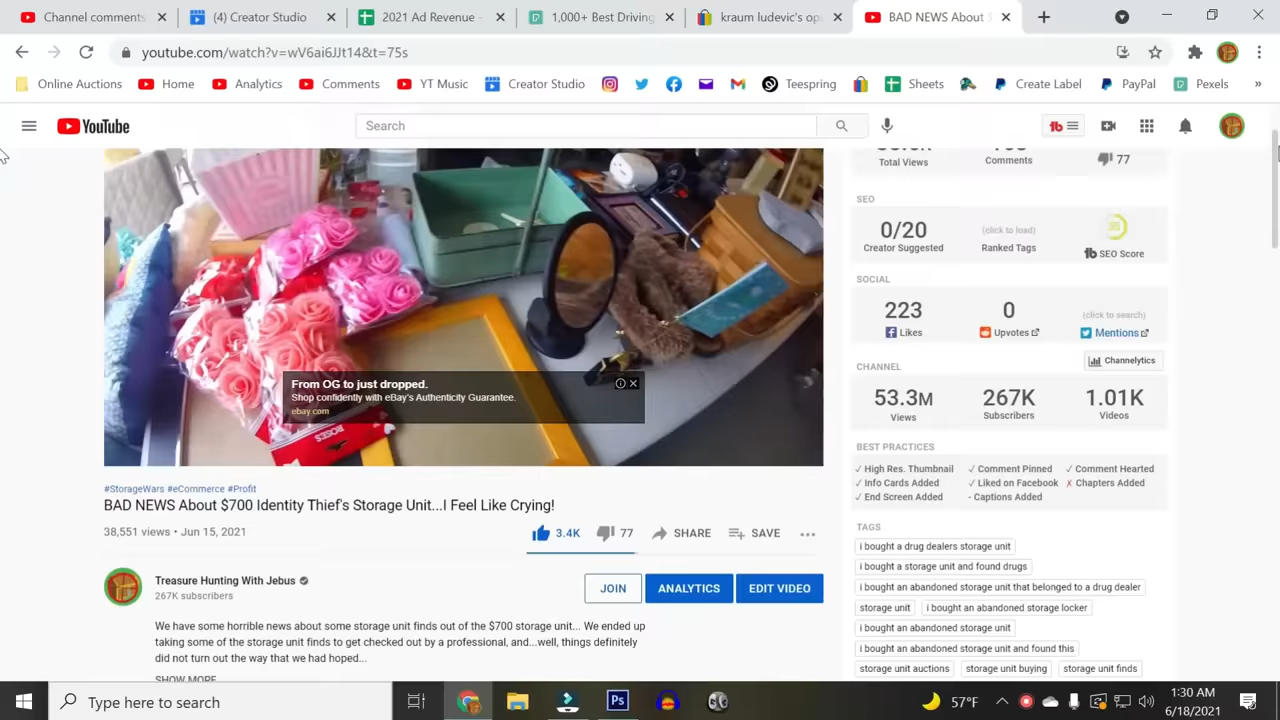 Channel comments
(4) Creator Studio
2021 Ad Revenue -
1,000+ Best Driving
kraum ludevic's op
BAD NEWS About $
youtube.com/watch?v=wV6ai6JJt14&t=75s
Online Auctions
Home
Analytics
Comments
YT Music
Creator Studio
Teespring
Sheets
Create Label
PayPal
Pexels
YouTube
Search
Total Views
Comments
77
SEO
0/20
Creator Suggested
(click to load)
Ranked Tags
SEO Score
SOCIAL
223
Likes
0
Upvotes
(click to search)
Mentions
Channelytics
CHANNEL
53.3M
Views
267K
Subscribers
1.01K
Videos
BEST PRACTICES
✓ High Res. Thumbnail
✓ Comment Pinned
✓ Comment Hearted
✓ Info Cards Added
✓ Liked on Facebook
✗ Chapters Added
✓ End Screen Added
- Captions Added
TAGS
i bought a drug dealers storage unit
i bought a storage unit and found drugs
i bought an abandoned storage unit that belonged to a drug dealer
storage unit
i bought an abandoned storage locker
i bought an abandoned storage unit
i bought an abandoned storage unit and found this
storage unit auctions
storage unit buying
storage unit finds
ROSES
From OG to just dropped.
Shop confidently with eBay's Authenticity Guarantee.
ebay.com
#StorageWars #eCommerce #Profit
BAD NEWS About $700 Identity Thief's Storage Unit...I Feel Like Crying!
38,551 views • Jun 15, 2021
3.4K
77
SHARE
SAVE
Treasure Hunting With Jebus
267K subscribers
JOIN
ANALYTICS
EDIT VIDEO
We have some horrible news about some storage unit finds out of the $700 storage unit... We ended up
taking some of the storage unit finds to get checked out by a professional, and...well, things definitely
did not turn out the way that we had hoped...
SHOW MORE
Type here to search
57°F
1:30 AM
6/18/2021